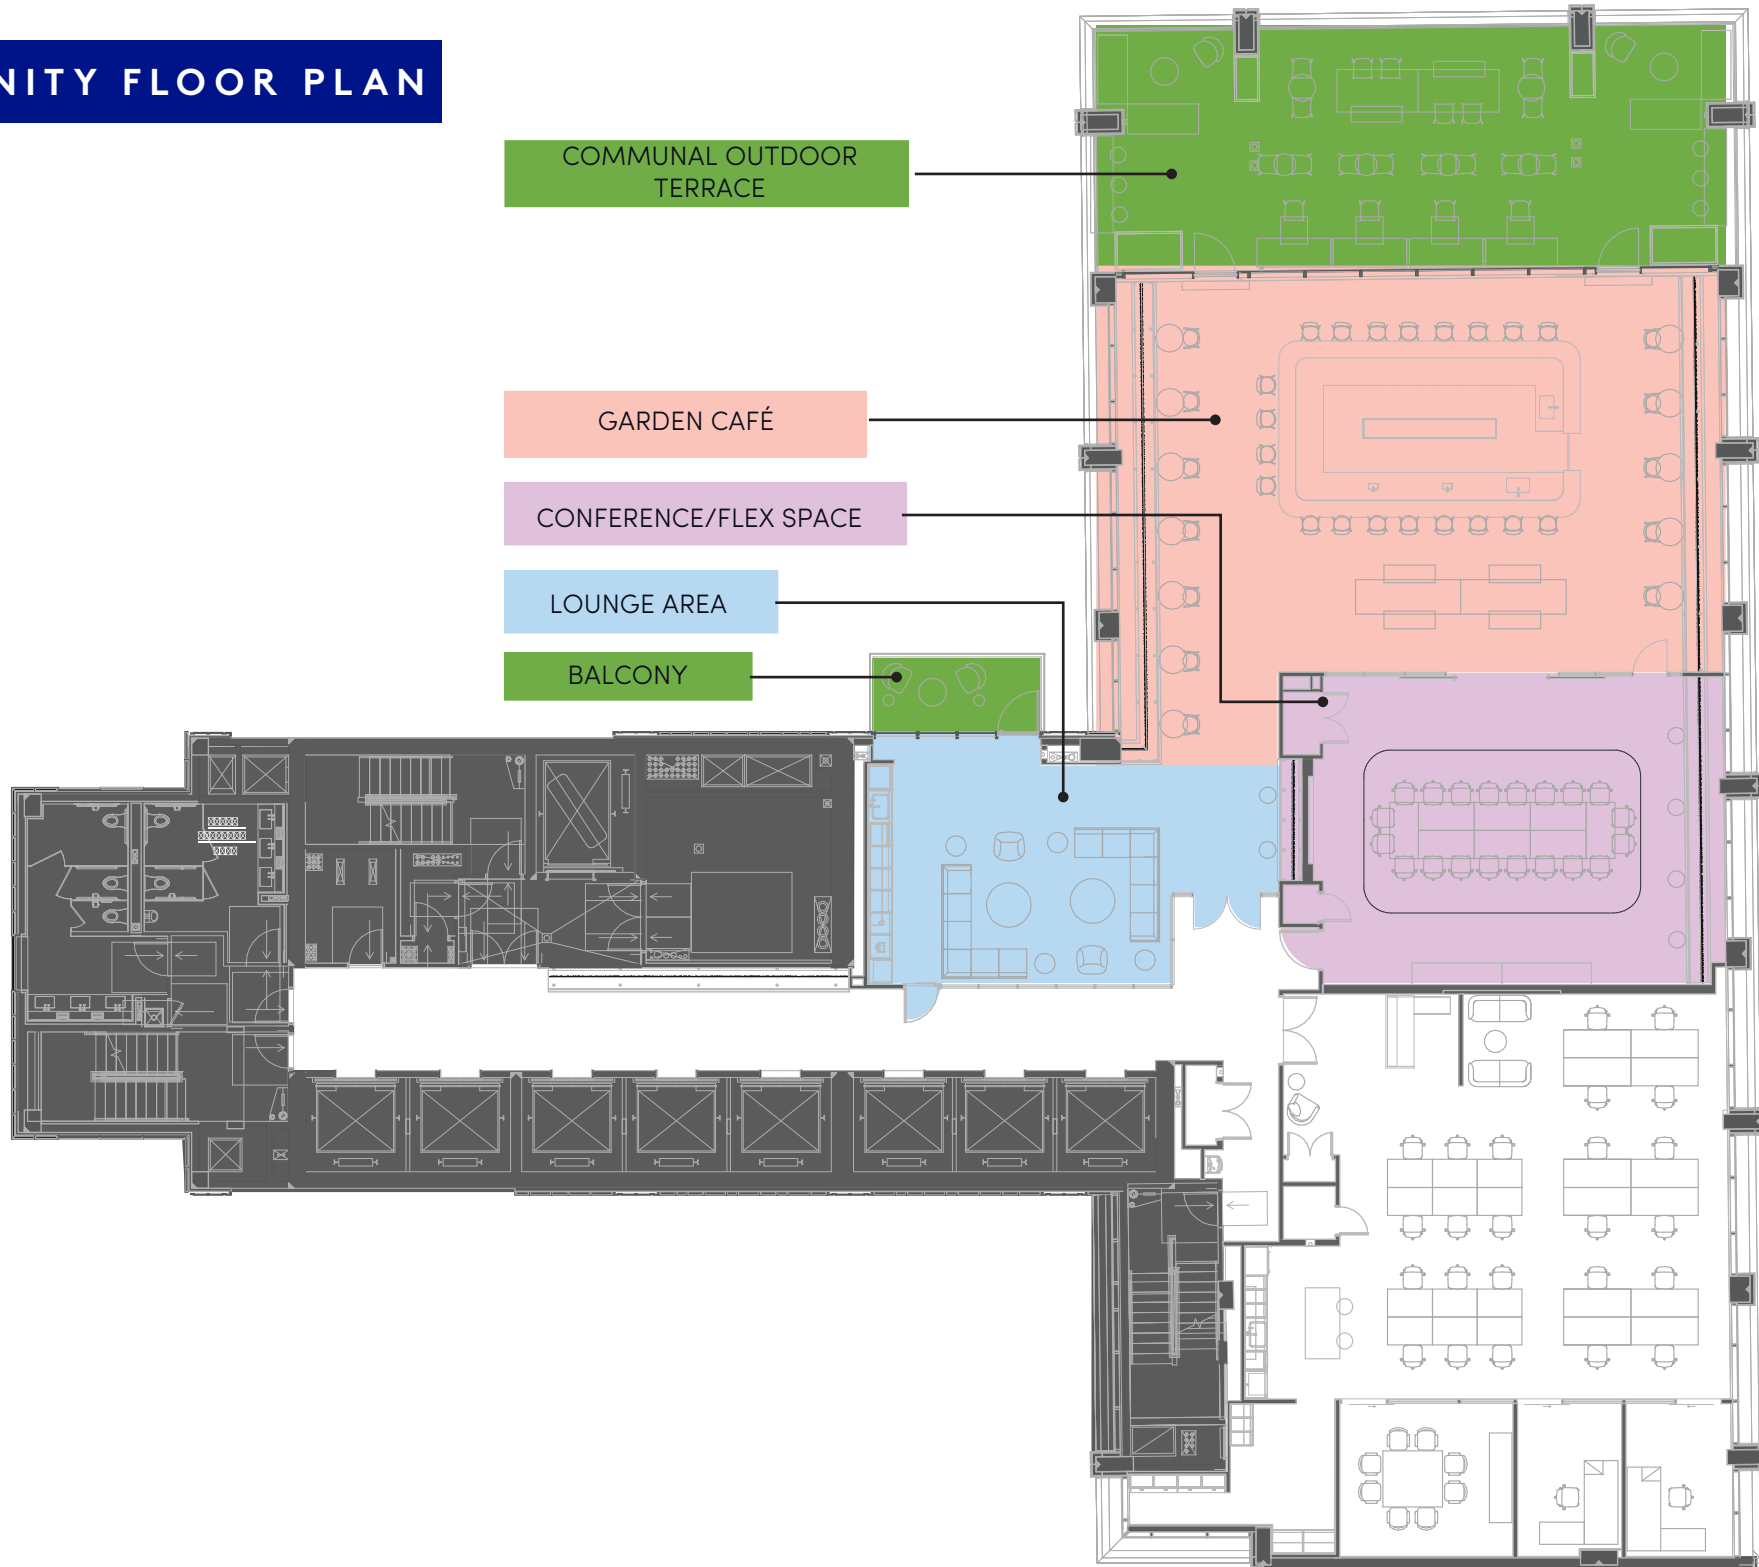 NITY FLOOR PLAN
COMMUNAL OUTDOOR
TERRACE
GARDEN CAFÉ
CONFERENCE/FLEX SPACE
LOUNGE AREA
BALCONY